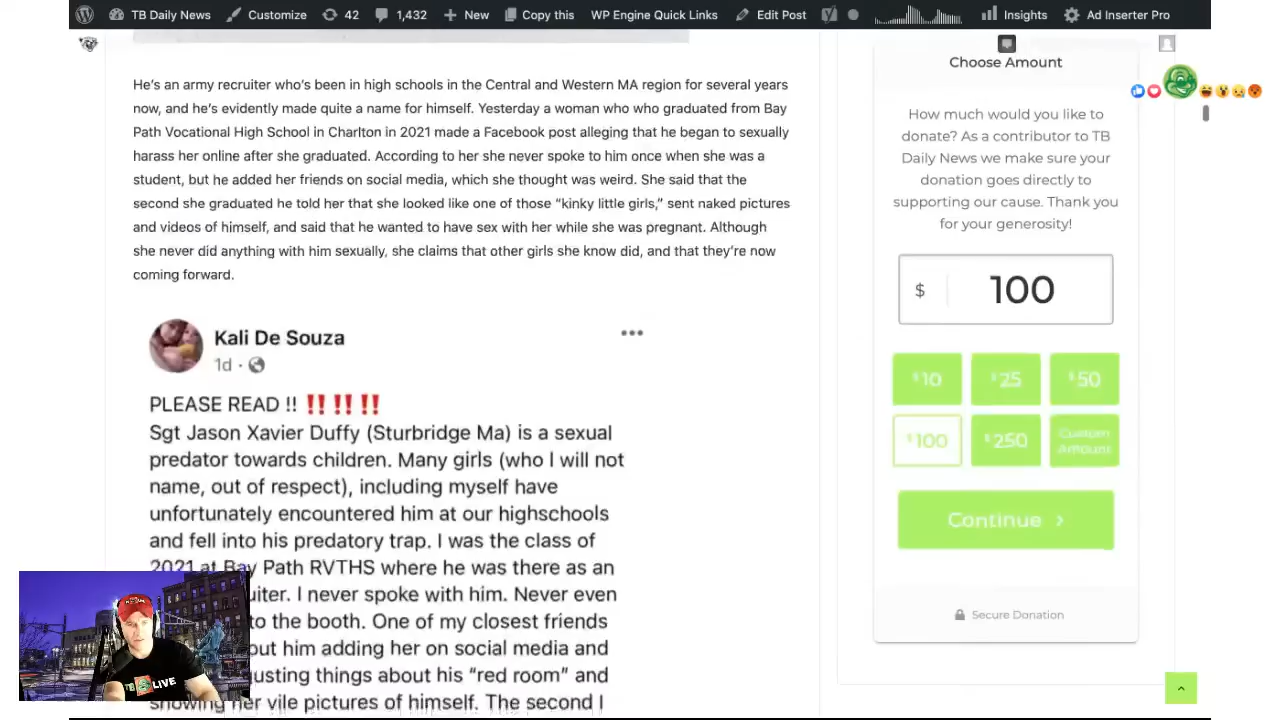 TB Daily News
Customize
42
1,432
New
Copy this
WP Engine Quick Links
Edit Post
Insights
Ad Inserter Pro
He's an army recruiter who's been in high schools in the Central and Western MA region for several years
now, and he's evidently made quite a name for himself. Yesterday a woman who who graduated from Bay
Path Vocational High School in Charlton in 2021 made a Facebook post alleging that he began to sexually
harass her online after she graduated. According to her she never spoke to him once when she was a
student, but he added her friends on social media, which she thought was weird. She said that the
second she graduated he told her that she looked like one of those "kinky little girls," sent naked pictures
and videos of himself, and said that he wanted to have sex with her while she was pregnant. Although
she never did anything with him sexually, she claims that other girls she know did, and that they're now
coming forward.
Kali De Souza
1d
PLEASE READ !! ‼️‼️‼️
Sgt Jason Xavier Duffy (Sturbridge Ma) is a sexual
predator towards children. Many girls (who I will not
name, out of respect), including myself have
unfortunately encountered him at our highschools
and fell into his predatory trap. I was the class of
2021 at Bay Path RVTHS where he was there as an
uiter. I never spoke with him. Never even
to the booth. One of my closest friends
out him adding her on social media and
usting things about his "red room" and
showing her vile pictures of himself. The second I
Choose Amount
How much would you like to
donate? As a contributor to TB
Daily News we make sure your
donation goes directly to
supporting our cause. Thank you
for your generosity!
$ 100
$10 $25 $50
$100 $250 Custom
Amount
Continue >
Secure Donation
LIVE